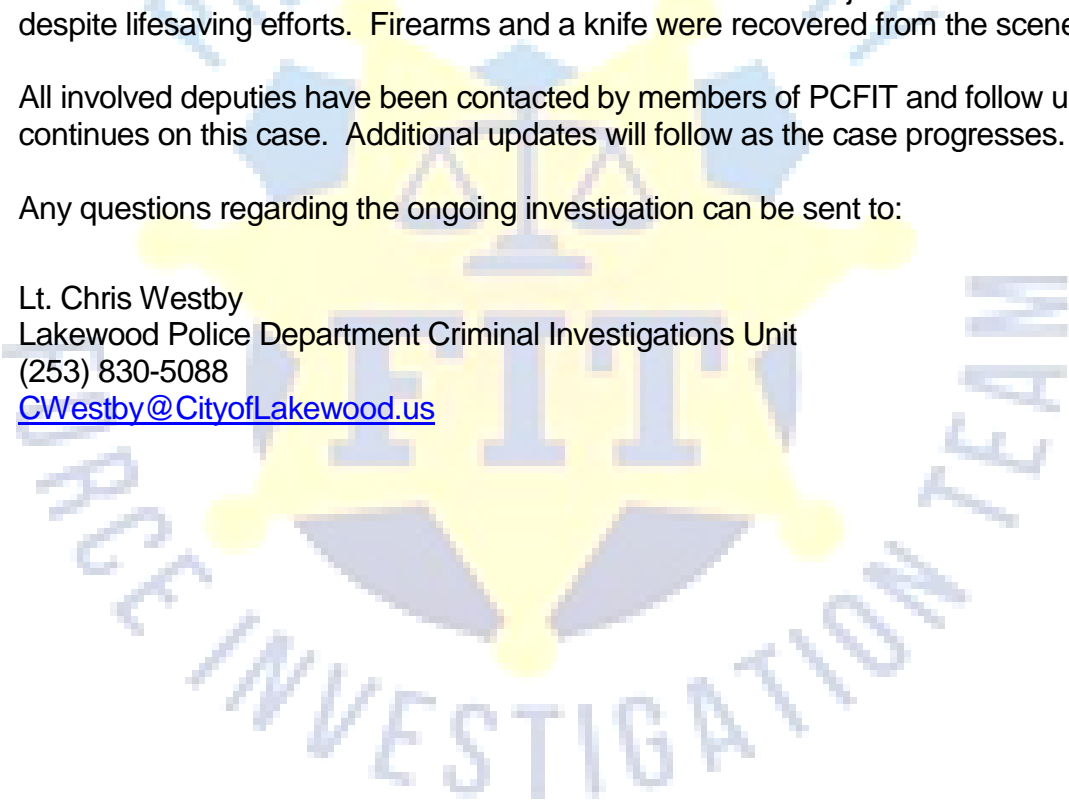 despite lifesaving efforts.  Firearms and a knife were recovered from the scene
All involved deputies have been contacted by members of PCFIT and follow u
continues on this case.  Additional updates will follow as the case progresses.
Any questions regarding the ongoing investigation can be sent to:
Lt. Chris Westby
Lakewood Police Department Criminal Investigations Unit
(253) 830-5088
CWestby@CityofLakewood.us
FIT
FORCE INVESTIGATION TEAM